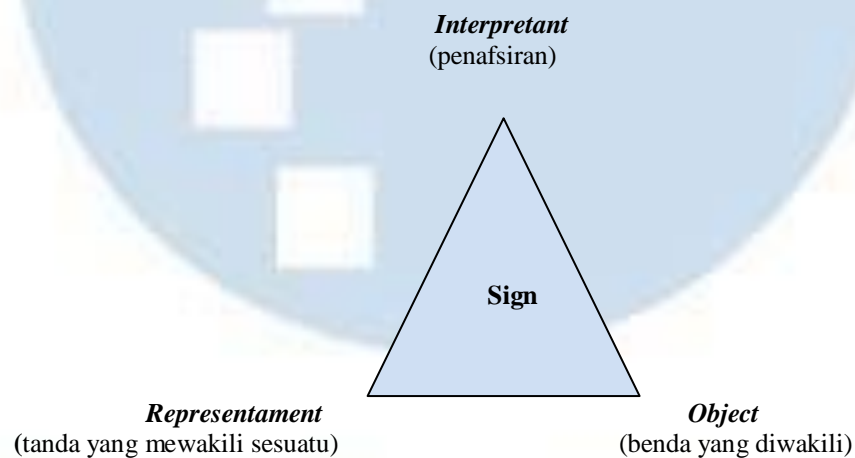 Interpretant
(penafsiran)
Sign
Representament
(tanda yang mewakili sesuatu)
Object
(benda yang diwakili)